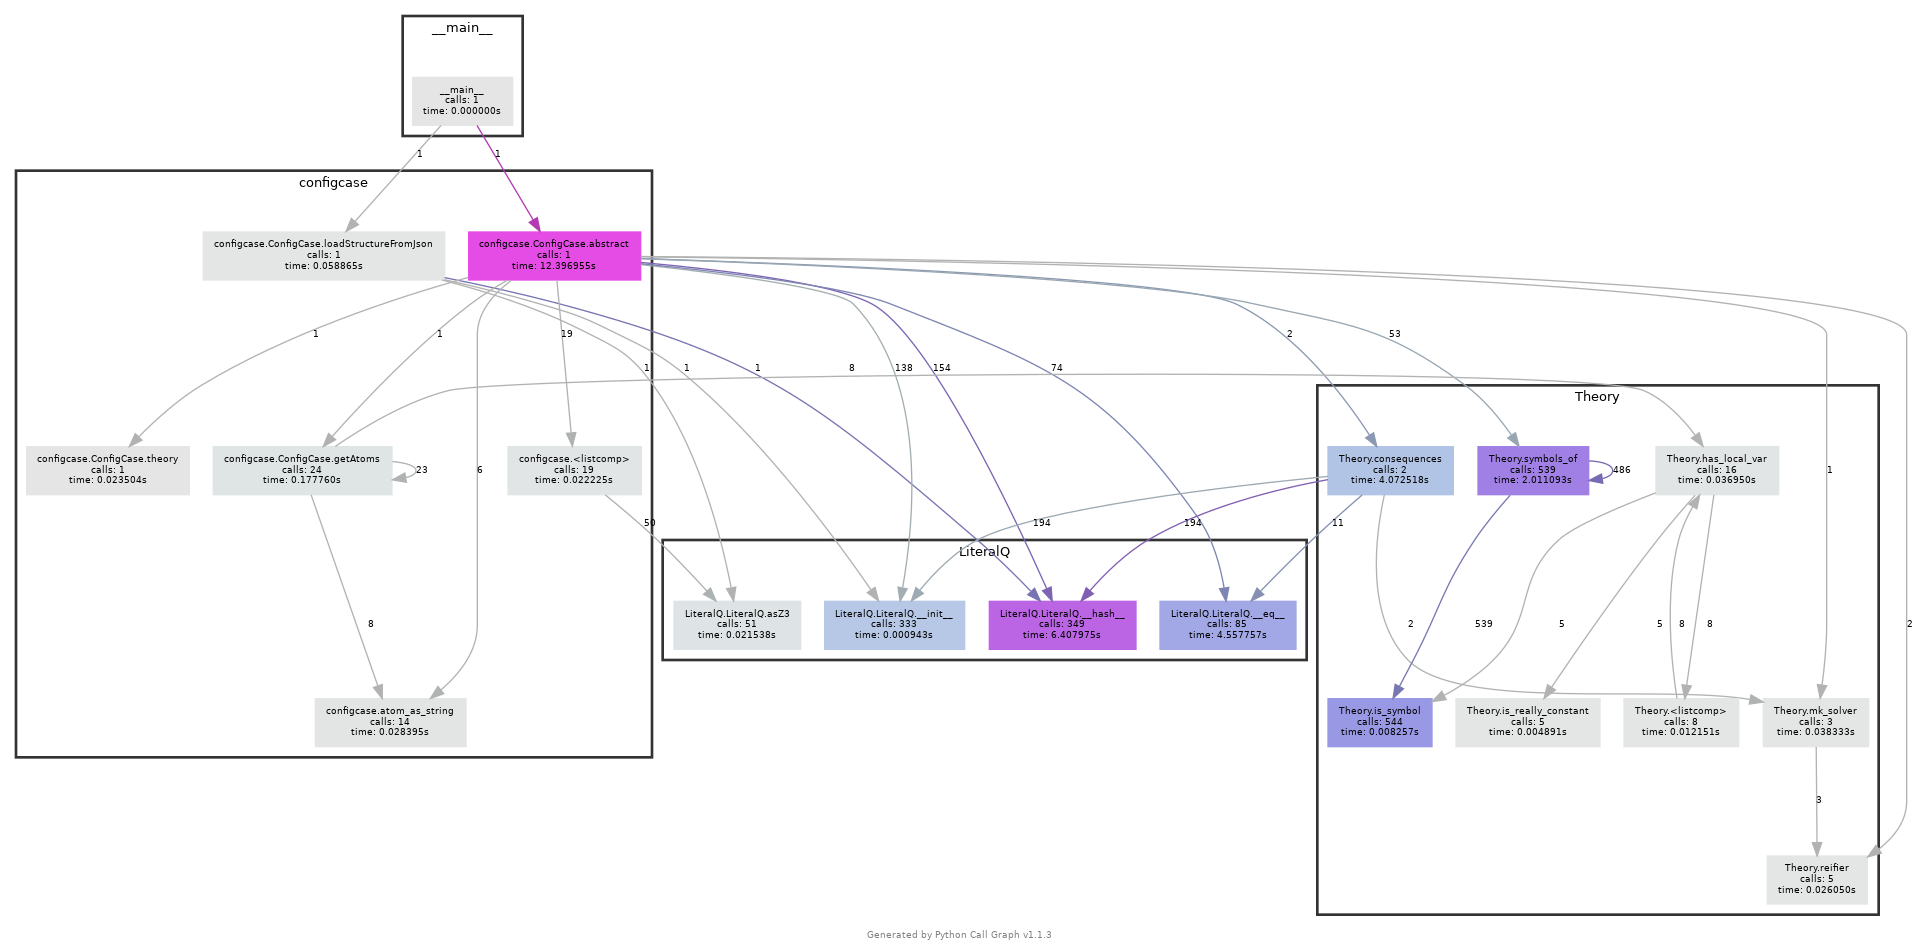 __main__
__main__
calls: 1
time: 0.000000s
1
1
configcase
configcase.ConfigCase.loadStructureFromJson
calls: 1
time: 0.058865s
configcase.ConfigCase.abstract
calls: 1
time: 12.396955s
1
1
19
2
53
1
1
8
138
154
74
6
1
1
2
Theory
configcase.ConfigCase.theory
calls: 1
time: 0.023504s
configcase.ConfigCase.getAtoms
calls: 24
time: 0.177760s
23
configcase.<listcomp>
calls: 19
time: 0.022225s
Theory.consequences
calls: 2
time: 4.072518s
Theory.symbols_of
calls: 539
time: 2.011093s
486
Theory.has_local_var
calls: 16
time: 0.036950s
50
194
194
11
LiteralQ
LiteralQ.LiteralQ.asZ3
calls: 51
time: 0.021538s
LiteralQ.LiteralQ.__init__
calls: 333
time: 0.000943s
LiteralQ.LiteralQ.__hash__
calls: 349
time: 6.407975s
LiteralQ.LiteralQ.__eq__
calls: 85
time: 4.557757s
8
2
539
5
5
8
8
configcase.atom_as_string
calls: 14
time: 0.028395s
Theory.is_symbol
calls: 544
time: 0.008257s
Theory.is_really_constant
calls: 5
time: 0.004891s
Theory.<listcomp>
calls: 8
time: 0.012151s
Theory.mk_solver
calls: 3
time: 0.038333s
3
Theory.reifier
calls: 5
time: 0.026050s
Generated by Python Call Graph v1.1.3